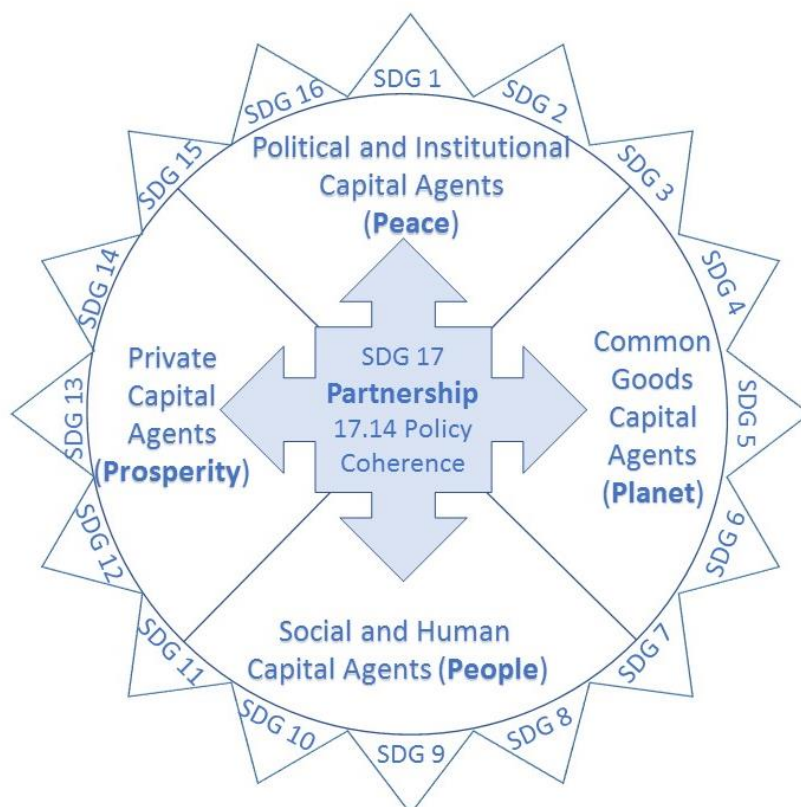 SDG 1
SDG 2
SDG 3
SDG 4
SDG 5
SDG 6
SDG 7
SDG 8
SDG 9
SDG 10
SDG 11
SDG 12
SDG 13
SDG 14
SDG 15
SDG 16
Political and Institutional
Capital Agents
(Peace)
Common
Goods
Capital
Agents
(Planet)
Social and Human
Capital Agents (People)
Private
Capital
Agents
(Prosperity)
SDG 17
Partnership
17.14 Policy
Coherence